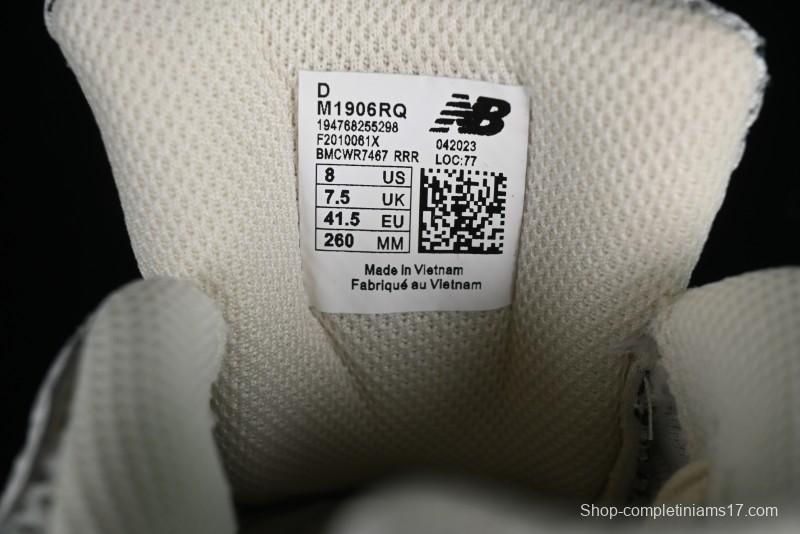 D
M1906RQ
194768255298
F2010061X
BMCWR7467 RRR
NB
042023
LOC:77
8 US
7.5 UK
41.5 EU
260 MM
Made in Vietnam
Fabriqué au Vietnam
Shop-completiniams17.com